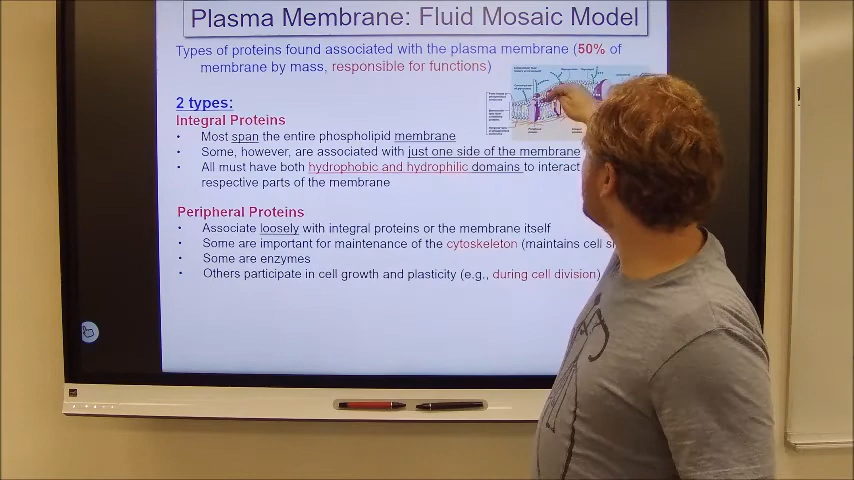 Plasma Membrane: Fluid Mosaic Model
Types of proteins found associated with the plasma membrane (50% of
membrane by mass, responsible for functions)
2 types:
Integral Proteins
• Most span the entire phospholipid membrane
• Some, however, are associated with just one side of the membrane
• All must have both hydrophobic and hydrophilic domains to interact
respective parts of the membrane
Peripheral Proteins
• Associate loosely with integral proteins or the membrane itself
• Some are important for maintenance of the cytoskeleton (maintains cell
• Some are enzymes
• Others participate in cell growth and plasticity (e.g., during cell division)